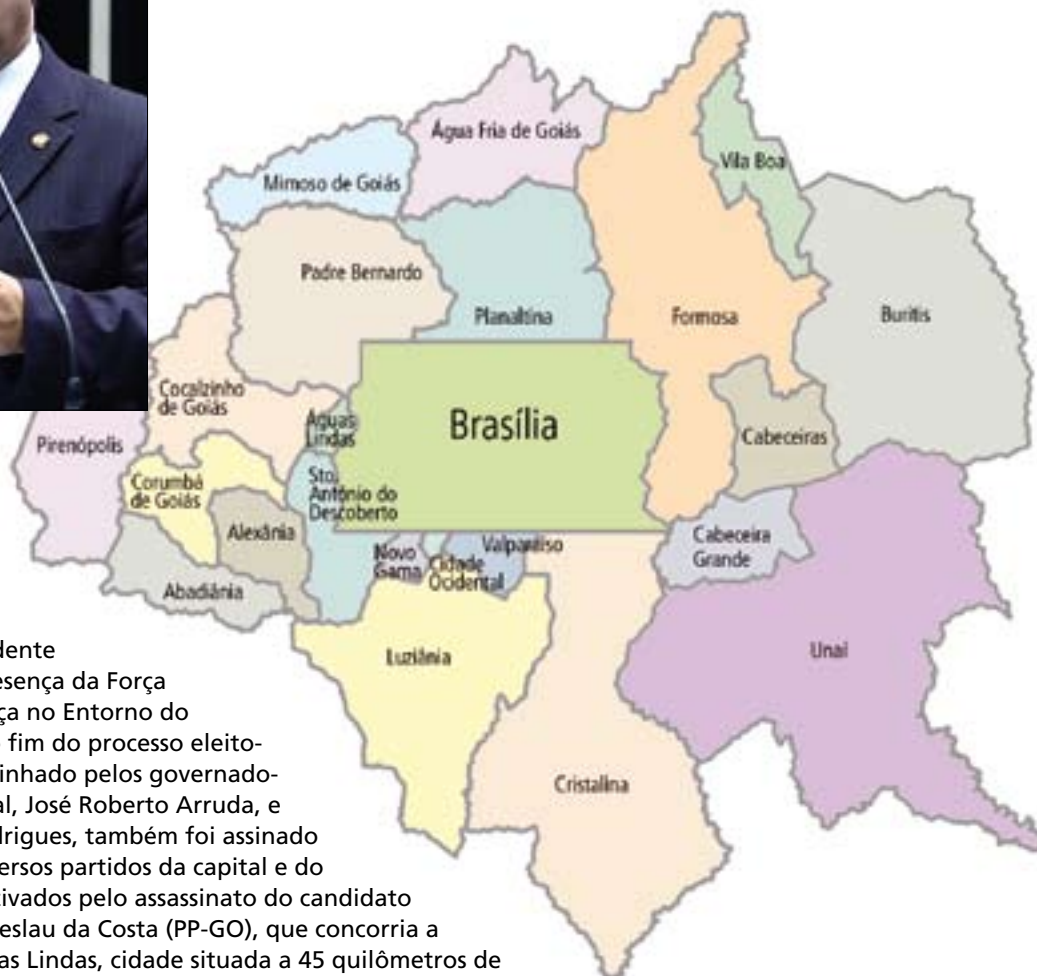 Água Fria de Goiás
Vila Boa
Mimoso de Goiás
Padre Bernardo
Planaltina
Formosa
Buritis
Cocalzinho
de Goiás
Águas
Lindas
Brasília
Cabeceiras
Pirenópolis
Corumbá
de Goiás
Sto.
Antônio do
Descoberto
Alexânia
Novo
Gama
Cidade
Ocidental
Valparaíso
Cabeceira
Grande
Abadiânia
Luziânia
Unaí
Cristalina
dente
esença da Força
ça no Entorno do
fim do processo eleito-
inhado pelos governado-
al, José Roberto Arruda, e
drigues, também foi assinado
ersos partidos da capital e do
tivados pelo assassinato do candidato
eslau da Costa (PP-GO), que concorria a
as Lindas, cidade situada a 45 quilômetros de